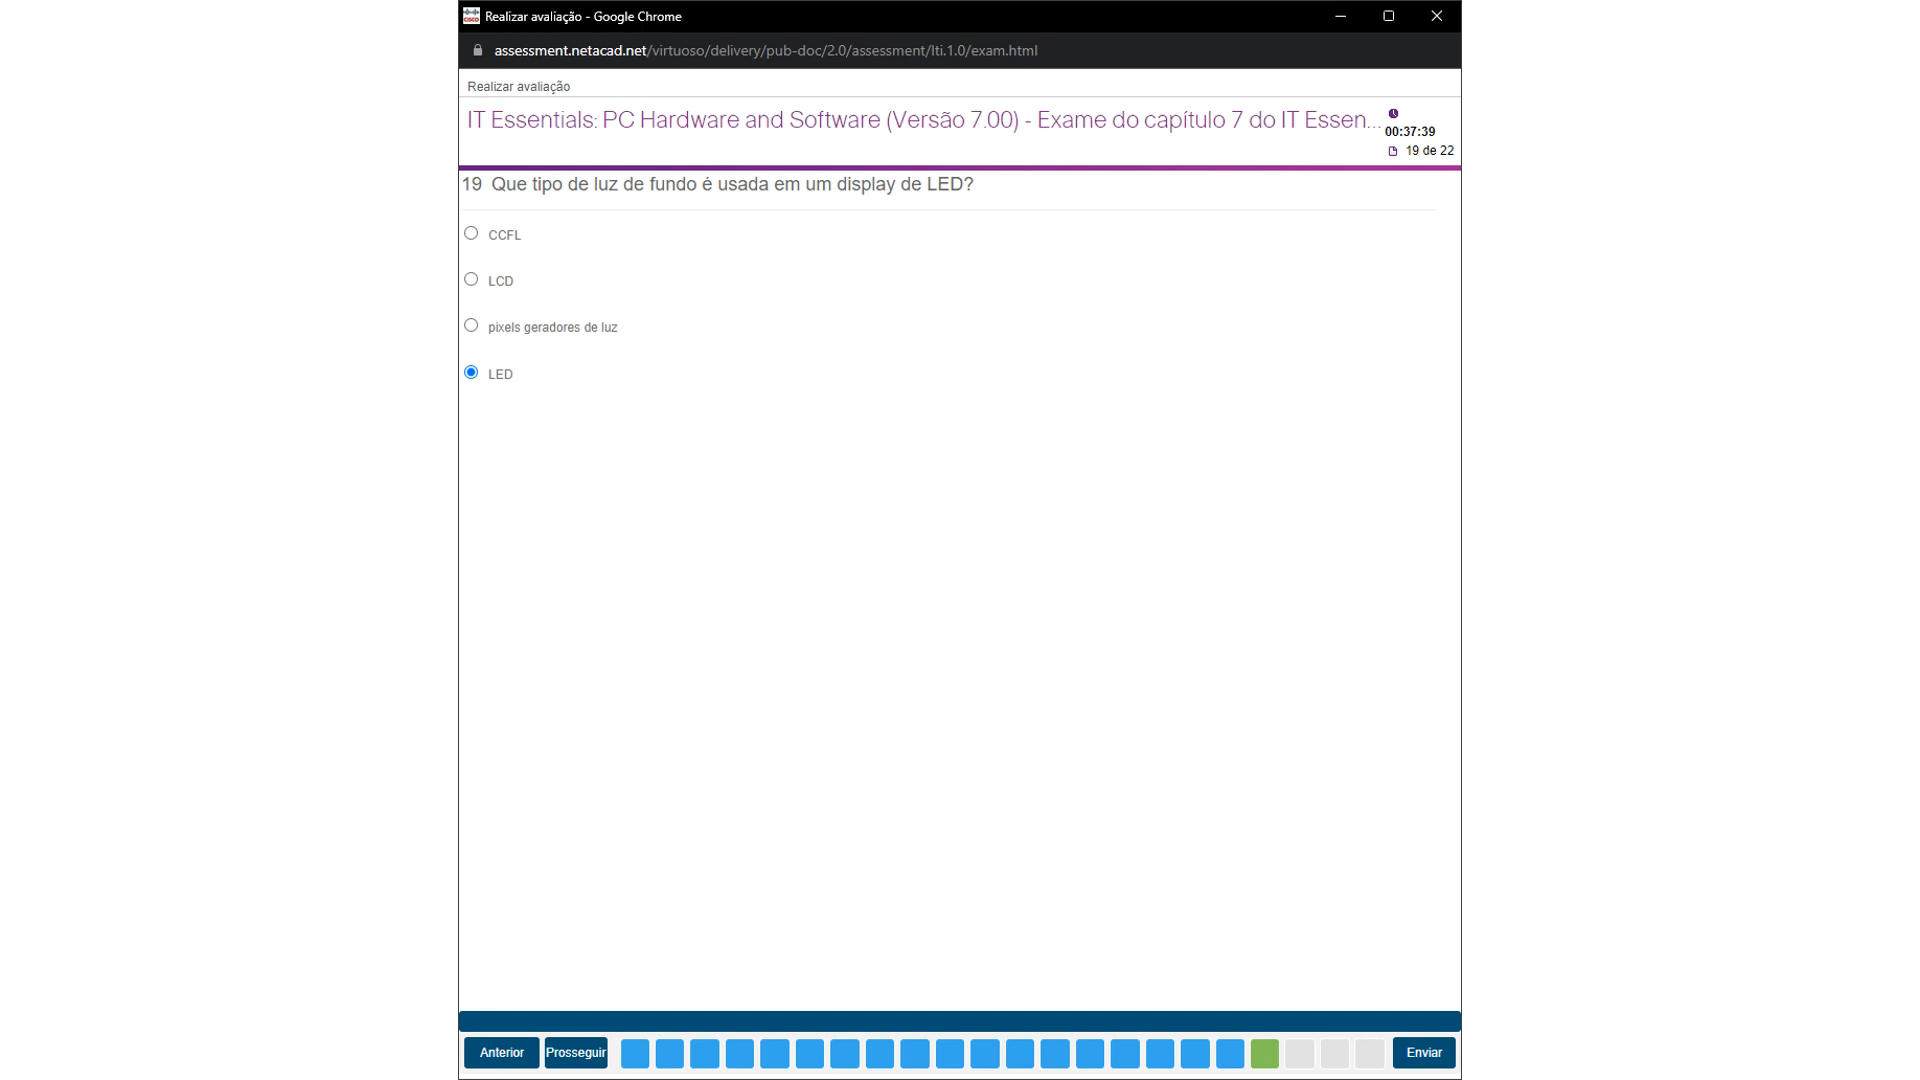 Realizar avaliação - Google Chrome
assessment.netacad.net/virtuoso/delivery/pub-doc/2.0/assessment/lti.1.0/exam.html
Realizar avaliação
IT Essentials: PC Hardware and Software (Versão 7.00) - Exame do capítulo 7 do IT Essen...
00:37:39
19 de 22
19 Que tipo de luz de fundo é usada em um display de LED?
CCFL
LCD
pixels geradores de luz
LED
Anterior
Prosseguir
Enviar